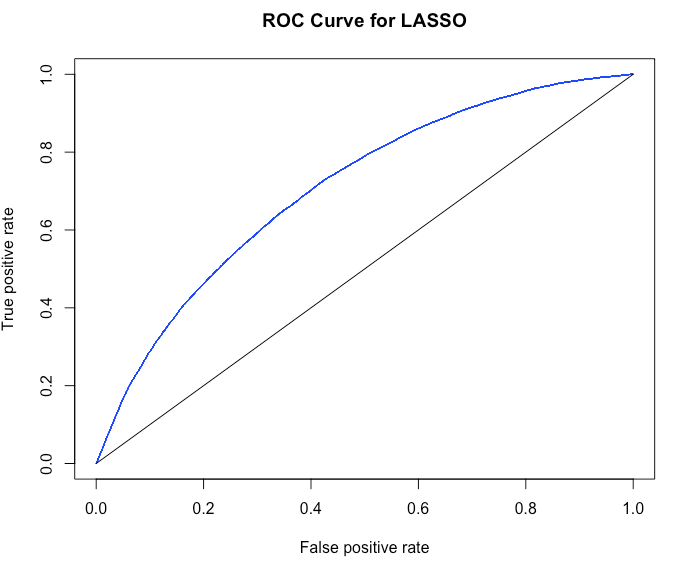 ROC Curve for LASSO
True positive rate
1.0
0.8
0.6
0.4
0.2
0.0
0.0 0.2 0.4 0.6 0.8 1.0
False positive rate